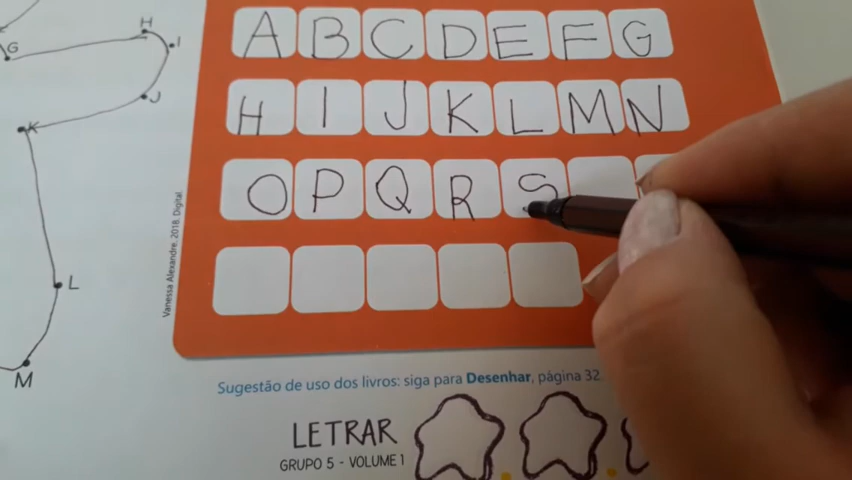 G
H
I
J
K
L
M
A B C D E F G
H I J K L M N
O P Q R S
Vanessa Alexandre. 2018. Digital.
Sugestão de uso dos livros: siga para Desenhar, página 32.
LETRAR
GRUPO 5 - VOLUME 1